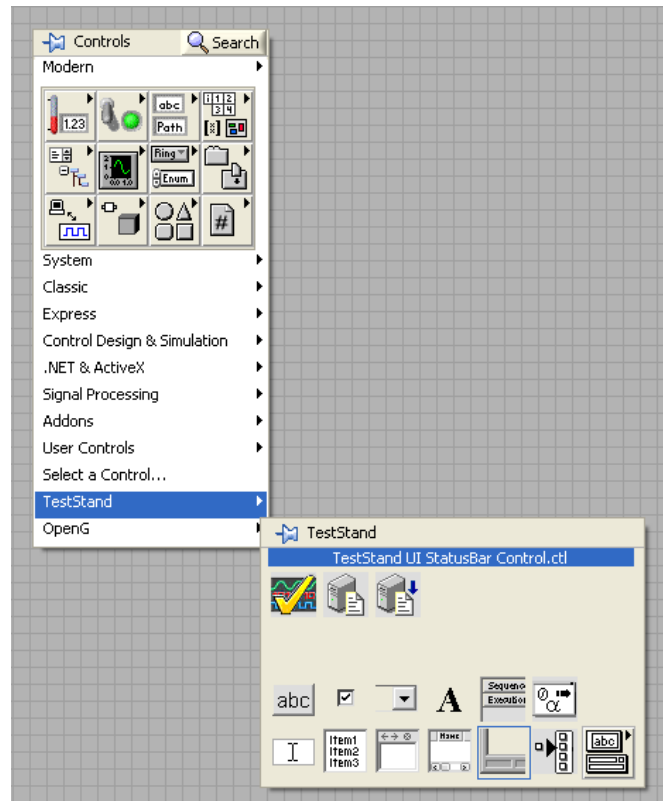 Controls
Search
Modern
1.23
abc
Path
1 2
3 4
Ring
Enum
#
System
Classic
Express
Control Design & Simulation
.NET & ActiveX
Signal Processing
Addons
User Controls
Select a Control...
TestStand
OpenG
TestStand
TestStand UI StatusBar Control.ctl
abc
A
Sequenc
Execution
Item1
Item2
Item3
abc